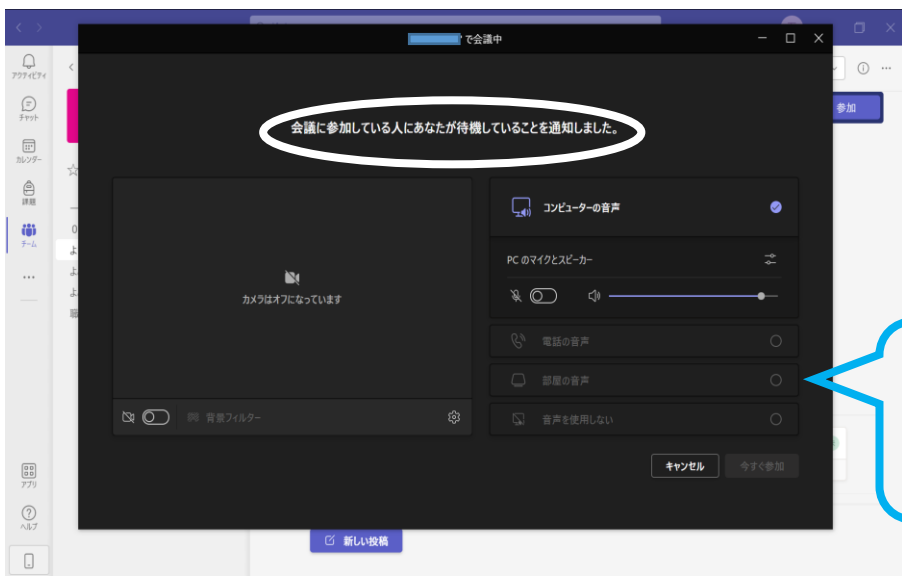 で会議中
アクティビティ
チャット
カレンダー
課題
チーム
アプリ
ヘルプ
参加
会議に参加している人にあなたが待機していることを通知しました。
カメラはオフになっています
背景フィルター
コンピューターの音声
PC のマイクとスピーカー
電話の音声
部屋の音声
音声を使用しない
キャンセル
今すぐ参加
新しい投稿